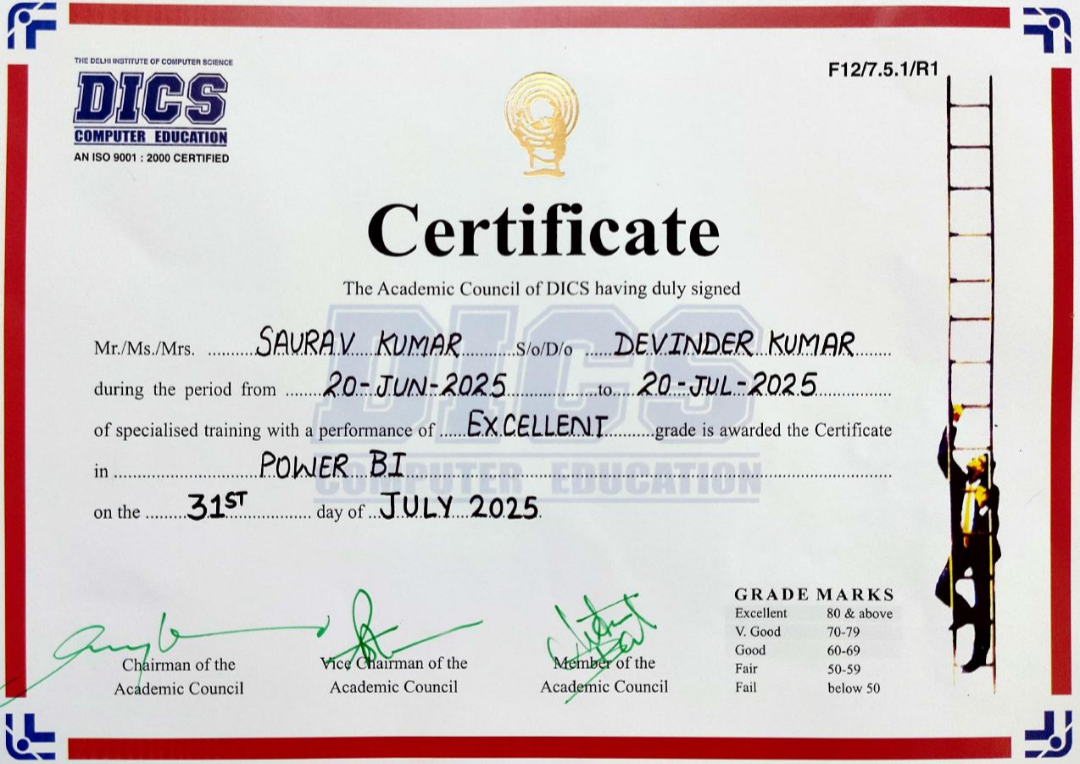 THE DELHI INSTITUTE OF COMPUTER SCIENCE
DICS
COMPUTER EDUCATION
AN ISO 9001 : 2000 CERTIFIED
F12/7.5.1/R1
Certificate
The Academic Council of DICS having duly signed
Mr./Ms./Mrs. ..........SAURAV KUMAR..........S/o/D/o ......DEVINDER KUMAR.......
during the period from .......20-JUN-2025.................to.....20-JUL-2025...............
of specialised training with a performance of .....EXCELLENT..........grade is awarded the Certificate
in ..............................POWER BI..............................
on the .........31ST................. day of ..JULY 2025.
DICS
COMPUTER EDUCATION
Chairman of the
Academic Council
Vice Chairman of the
Academic Council
Member of the
Academic Council
GRADE MARKS
Excellent 80 & above
V. Good 70-79
Good 60-69
Fair 50-59
Fail below 50